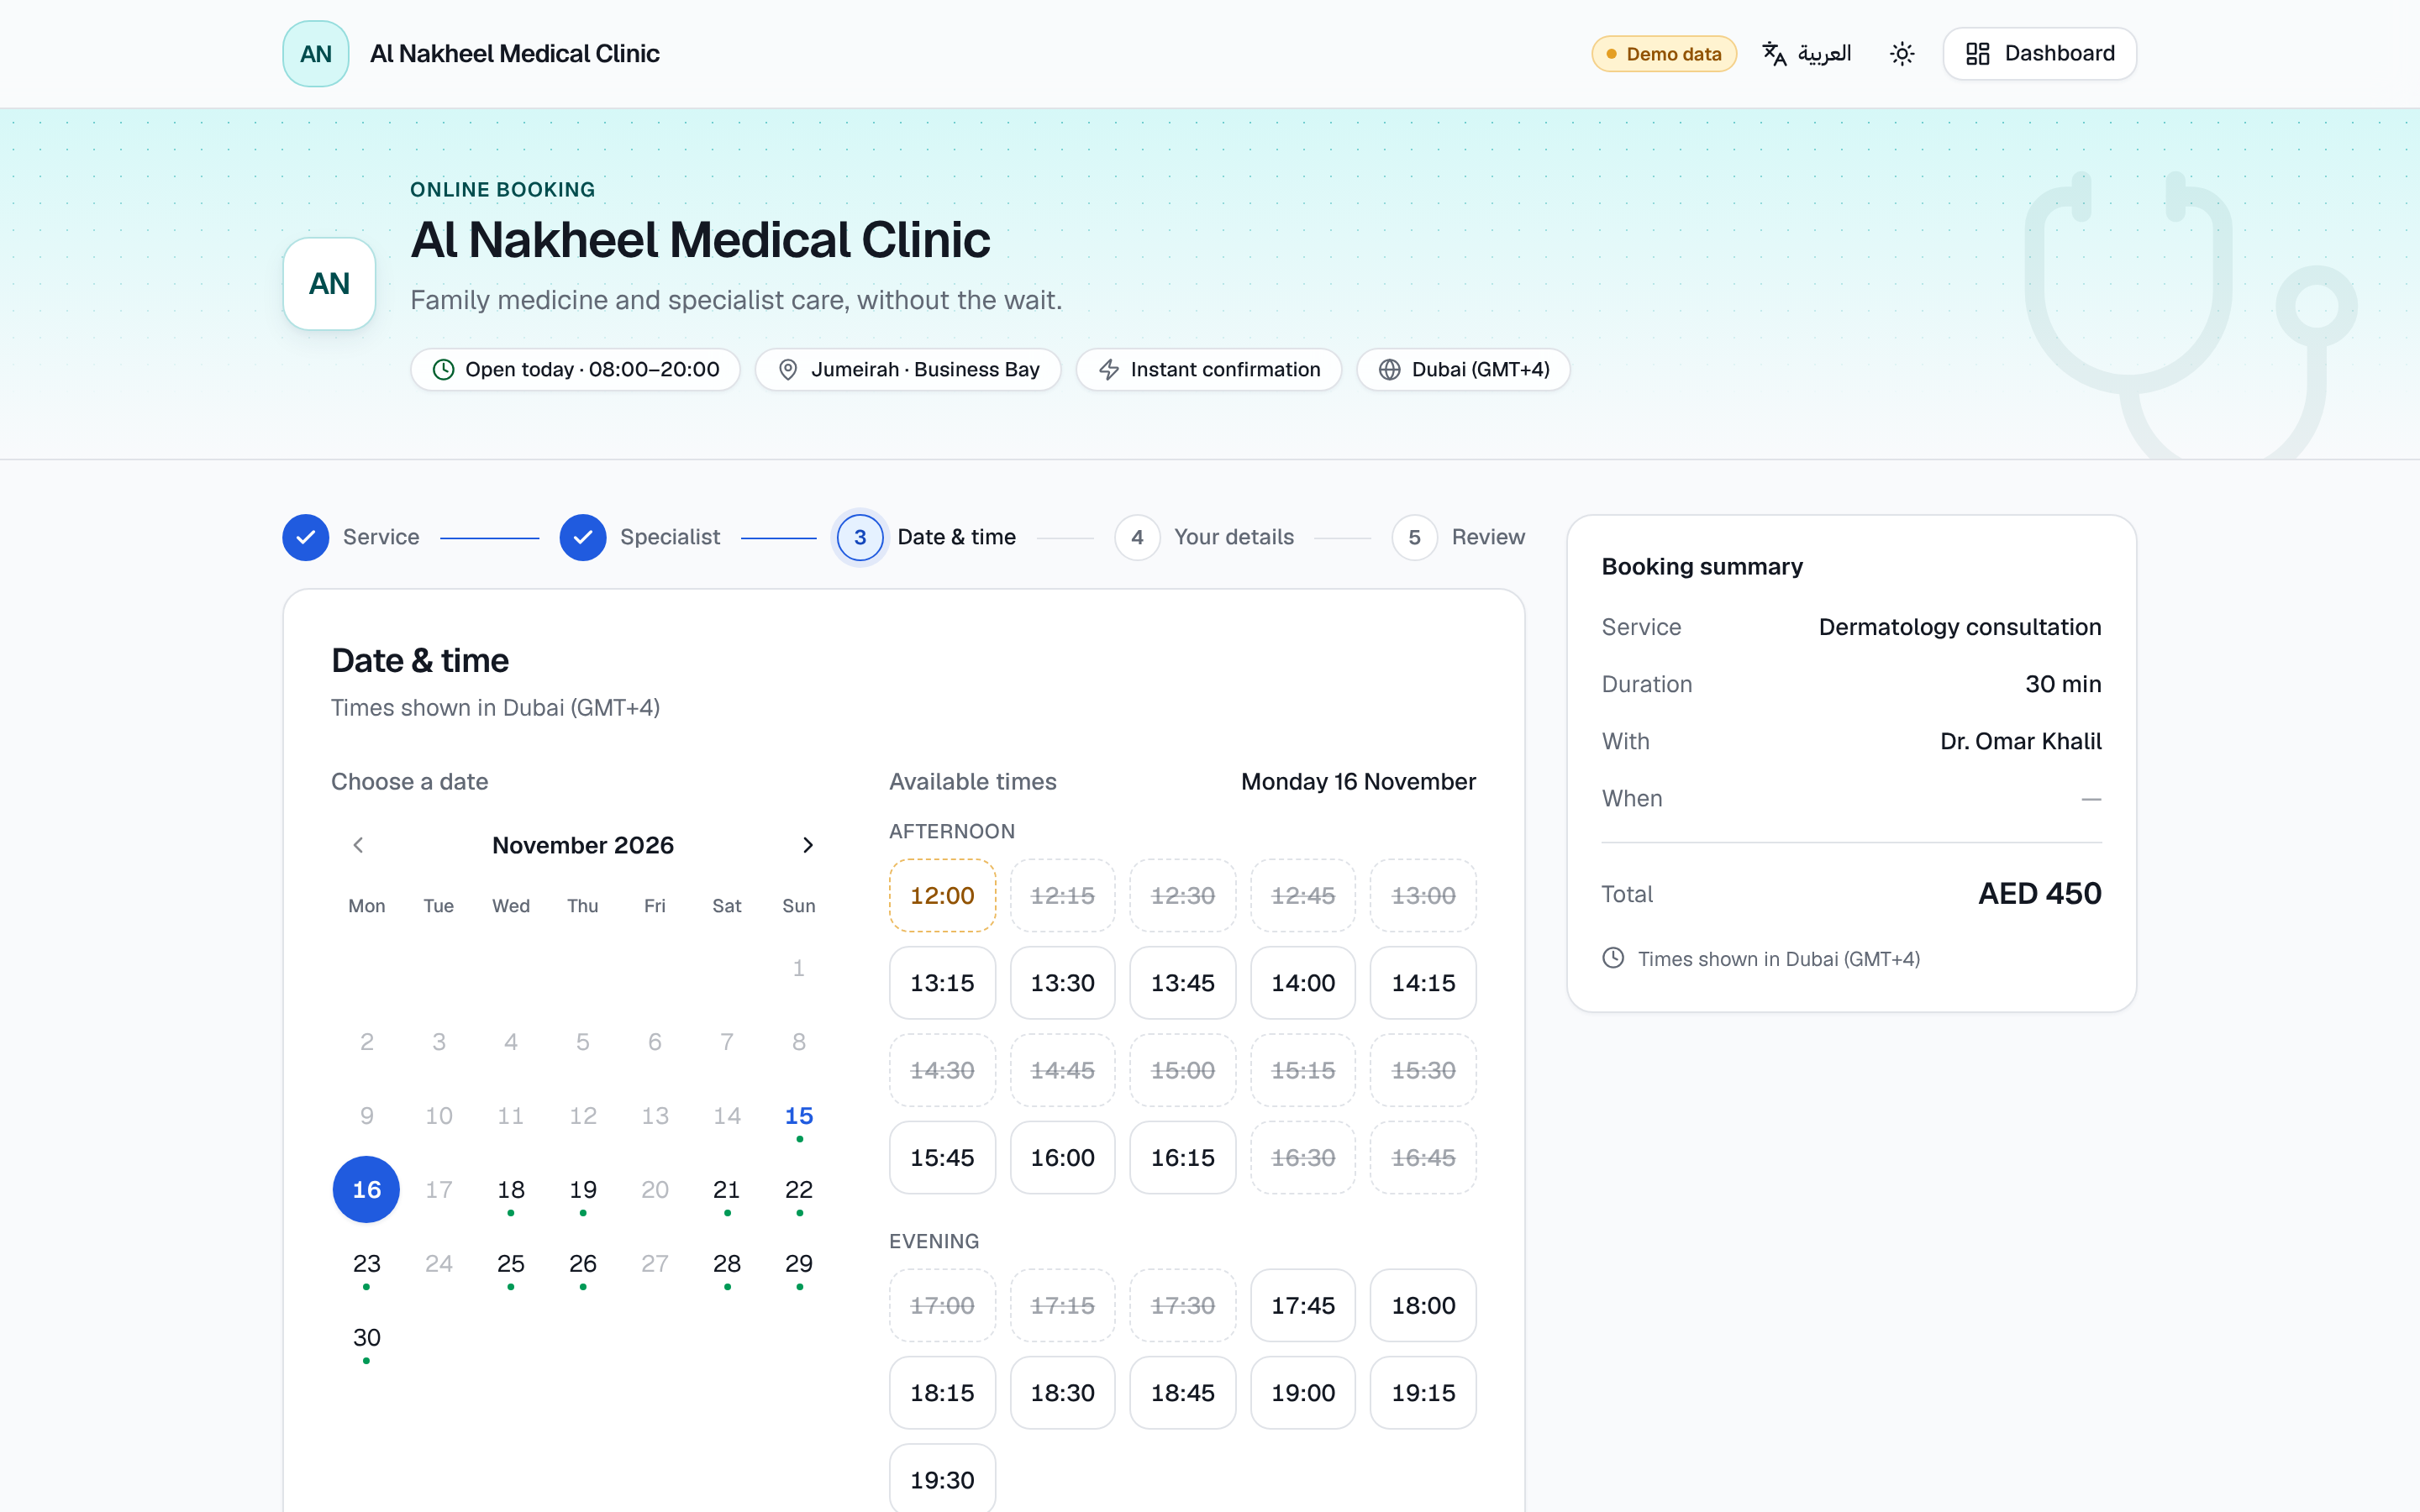 AN
Al Nakheel Medical Clinic
Demo data
العربية
Dashboard
ONLINE BOOKING
AN
Al Nakheel Medical Clinic
Family medicine and specialist care, without the wait.
Open today · 08:00–20:00
Jumeirah · Business Bay
Instant confirmation
Dubai (GMT+4)
Service
Specialist
3 Date & time
4 Your details
5 Review
Date & time
Times shown in Dubai (GMT+4)
Choose a date
November 2026
Mon Tue Wed Thu Fri Sat Sun
1
2 3 4 5 6 7 8
9 10 11 12 13 14 15
16 17 18 19 20 21 22
23 24 25 26 27 28 29
30
Available times
Monday 16 November
AFTERNOON
12:00 12:15 12:30 12:45 13:00
13:15 13:30 13:45 14:00 14:15
14:30 14:45 15:00 15:15 15:30
15:45 16:00 16:15 16:30 16:45
EVENING
17:00 17:15 17:30 17:45 18:00
18:15 18:30 18:45 19:00 19:15
19:30
Booking summary
Service Dermatology consultation
Duration 30 min
With Dr. Omar Khalil
When —
Total AED 450
Times shown in Dubai (GMT+4)